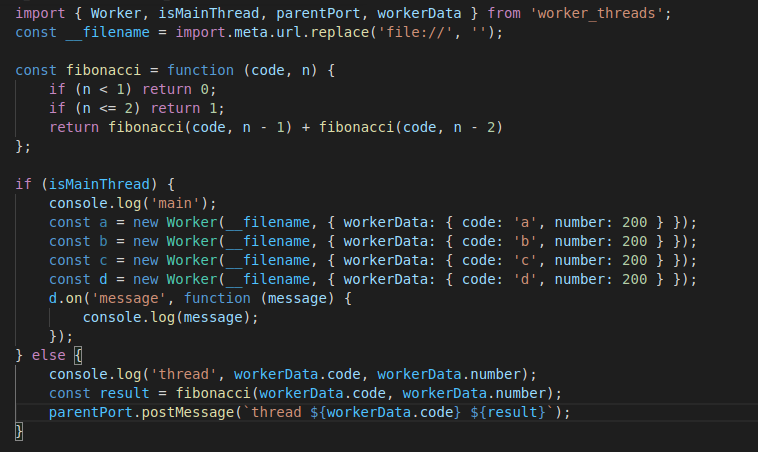 import { Worker, isMainThread, parentPort, workerData } from 'worker_threads';
const __filename = import.meta.url.replace('file://', '');

const fibonacci = function (code, n) {
    if (n < 1) return 0;
    if (n <= 2) return 1;
    return fibonacci(code, n - 1) + fibonacci(code, n - 2)
};

if (isMainThread) {
    console.log('main');
    const a = new Worker(__filename, { workerData: { code: 'a', number: 200 } });
    const b = new Worker(__filename, { workerData: { code: 'b', number: 200 } });
    const c = new Worker(__filename, { workerData: { code: 'c', number: 200 } });
    const d = new Worker(__filename, { workerData: { code: 'd', number: 200 } });
    d.on('message', function (message) {
        console.log(message);
    });
} else {
    console.log('thread', workerData.code, workerData.number);
    const result = fibonacci(workerData.code, workerData.number);
    parentPort.postMessage(`thread ${workerData.code} ${result}`);
}